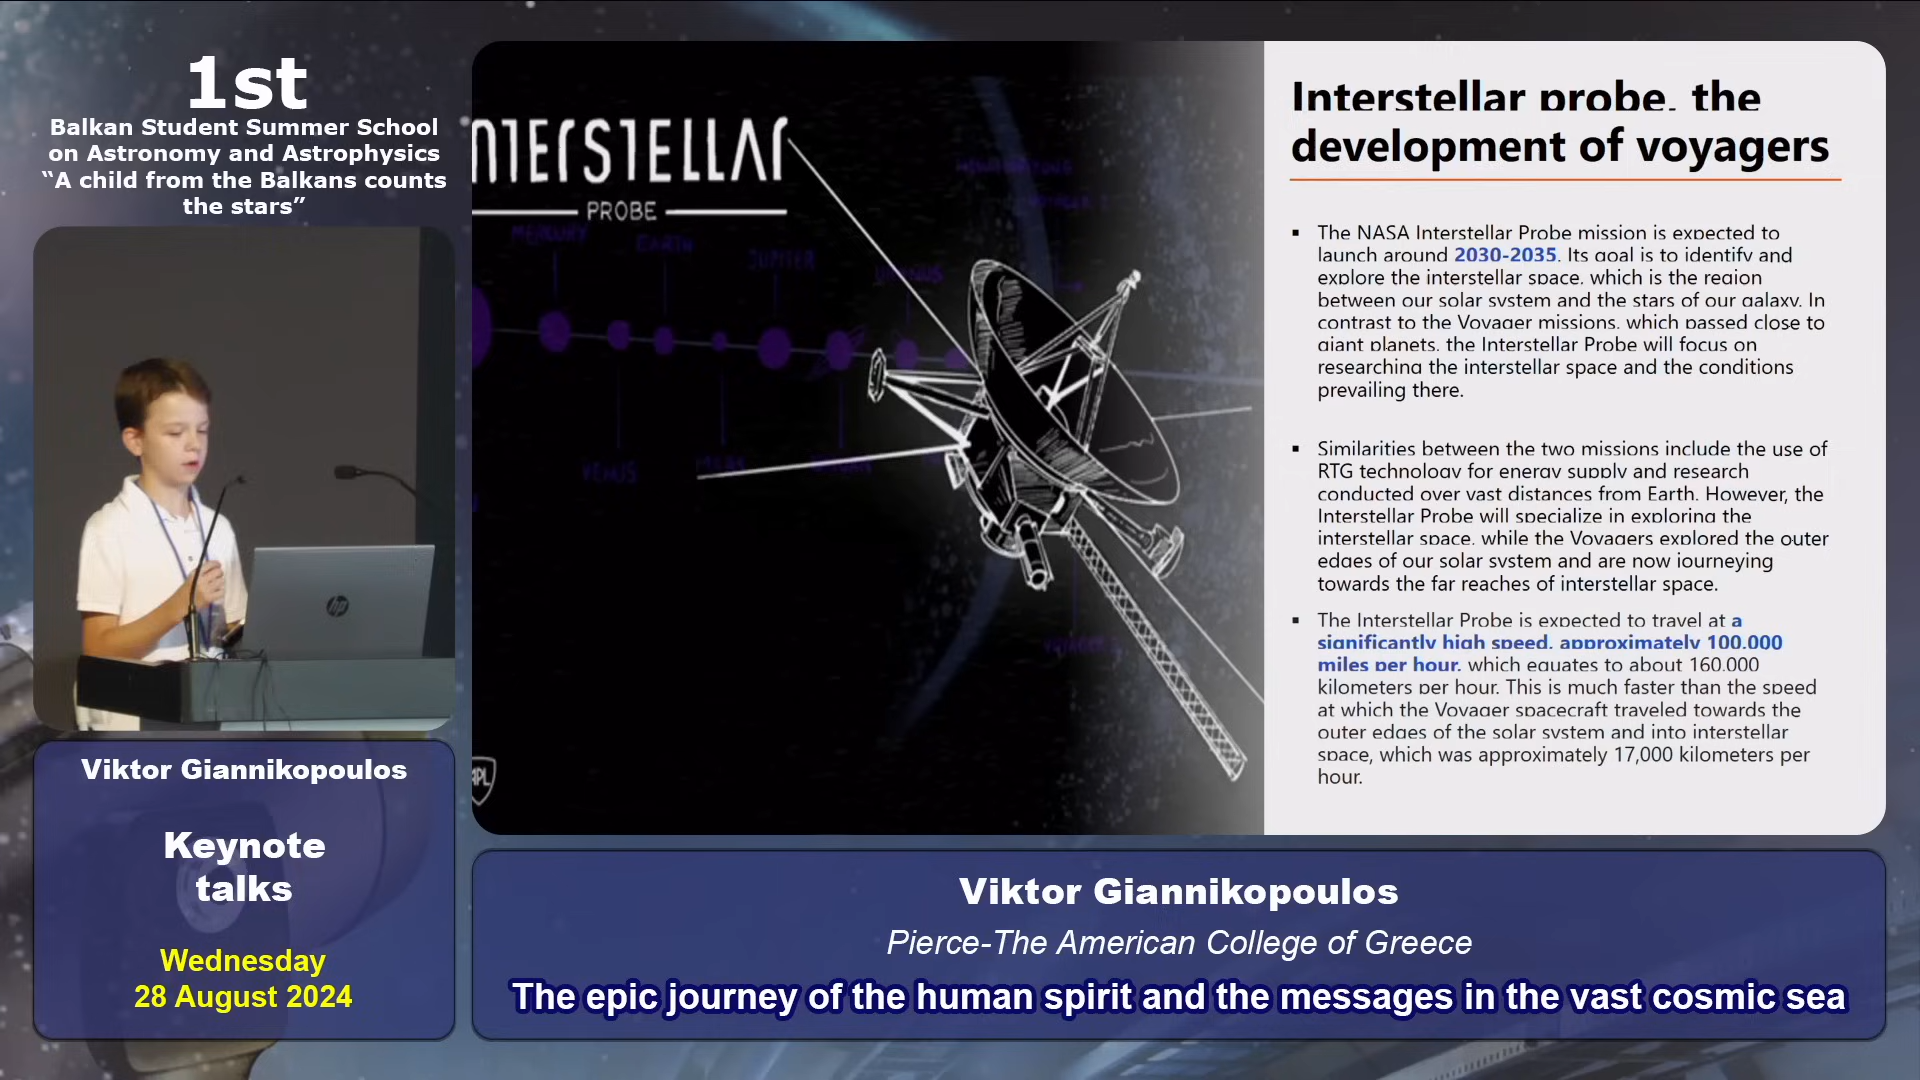 1st
Balkan Student Summer School
on Astronomy and Astrophysics
“A child from the Balkans counts
the stars”
hp
Viktor Giannikopoulos
Keynote
talks
Wednesday
28 August 2024
NTERSTELLAR
PROBE
MERCURY
EARTH
JUPITER
URANUS
VENUS
MARS
APL
Interstellar probe, the
development of voyagers
▪ The NASA Interstellar Probe mission is expected to
launch around 2030-2035. Its goal is to identify and
explore the interstellar space, which is the region
between our solar system and the stars of our galaxy. In
contrast to the Voyager missions, which passed close to
giant planets, the Interstellar Probe will focus on
researching the interstellar space and the conditions
prevailing there.
▪ Similarities between the two missions include the use of
RTG technology for energy supply and research
conducted over vast distances from Earth. However, the
Interstellar Probe will specialize in exploring the
interstellar space, while the Voyagers explored the outer
edges of our solar system and are now journeying
towards the far reaches of interstellar space.
▪ The Interstellar Probe is expected to travel at a
significantly high speed, approximately 100,000
miles per hour, which equates to about 160,000
kilometers per hour. This is much faster than the speed
at which the Voyager spacecraft traveled towards the
outer edges of the solar system and into interstellar
space, which was approximately 17,000 kilometers per
hour.
Viktor Giannikopoulos
Pierce-The American College of Greece
The epic journey of the human spirit and the messages in the vast cosmic sea